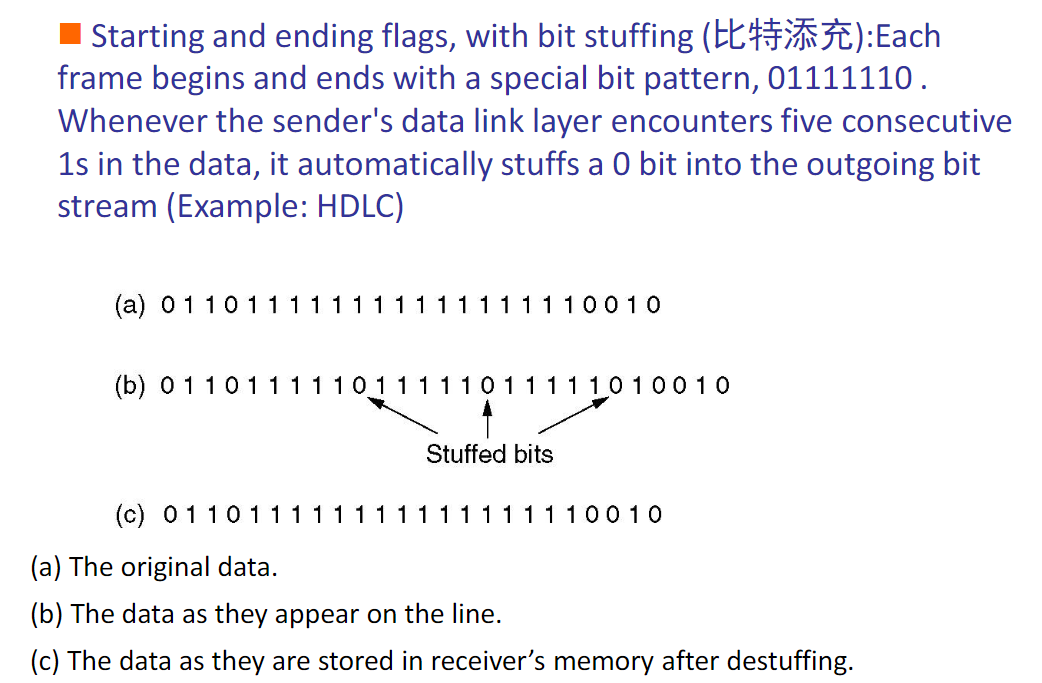 Starting and ending flags, with bit stuffing (比特添充):Each
frame begins and ends with a special bit pattern, 01111110 .
Whenever the sender's data link layer encounters five consecutive
1s in the data, it automatically stuffs a 0 bit into the outgoing bit
stream (Example: HDLC)
(a) 0 1 1 0 1 1 1 1 1 1 1 1 1 1 1 1 1 1 1 1 0 0 1 0
(b) 0 1 1 0 1 1 1 1 1 0 1 1 1 1 1 0 1 1 1 1 1 0 1 0 0 1 0
Stuffed bits
(c) 0 1 1 0 1 1 1 1 1 1 1 1 1 1 1 1 1 1 1 1 0 0 1 0
(a) The original data.
(b) The data as they appear on the line.
(c) The data as they are stored in receiver’s memory after destuffing.